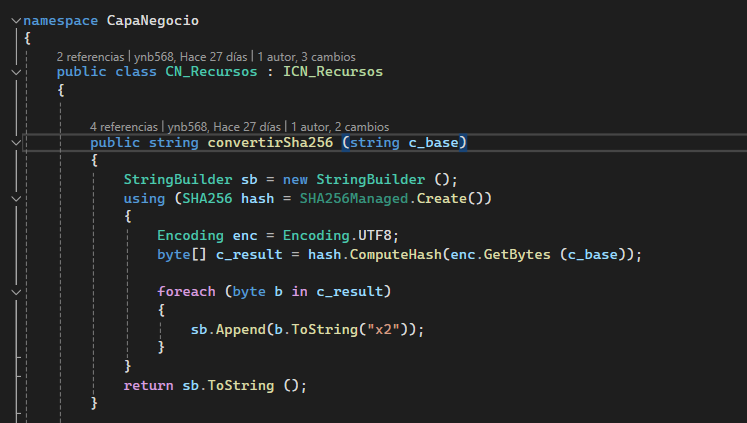 namespace CapaNegocio
{
2 referencias | ynb568, Hace 27 días | 1 autor, 3 cambios
public class CN_Recursos : ICN_Recursos
{
4 referencias | ynb568, Hace 27 días | 1 autor, 2 cambios
public string convertirSha256 (string c_base)
{
StringBuilder sb = new StringBuilder ();
using (SHA256 hash = SHA256Managed.Create())
{
Encoding enc = Encoding.UTF8;
byte[] c_result = hash.ComputeHash(enc.GetBytes (c_base));
foreach (byte b in c_result)
{
sb.Append(b.ToString("x2"));
}
}
return sb.ToString ();
}